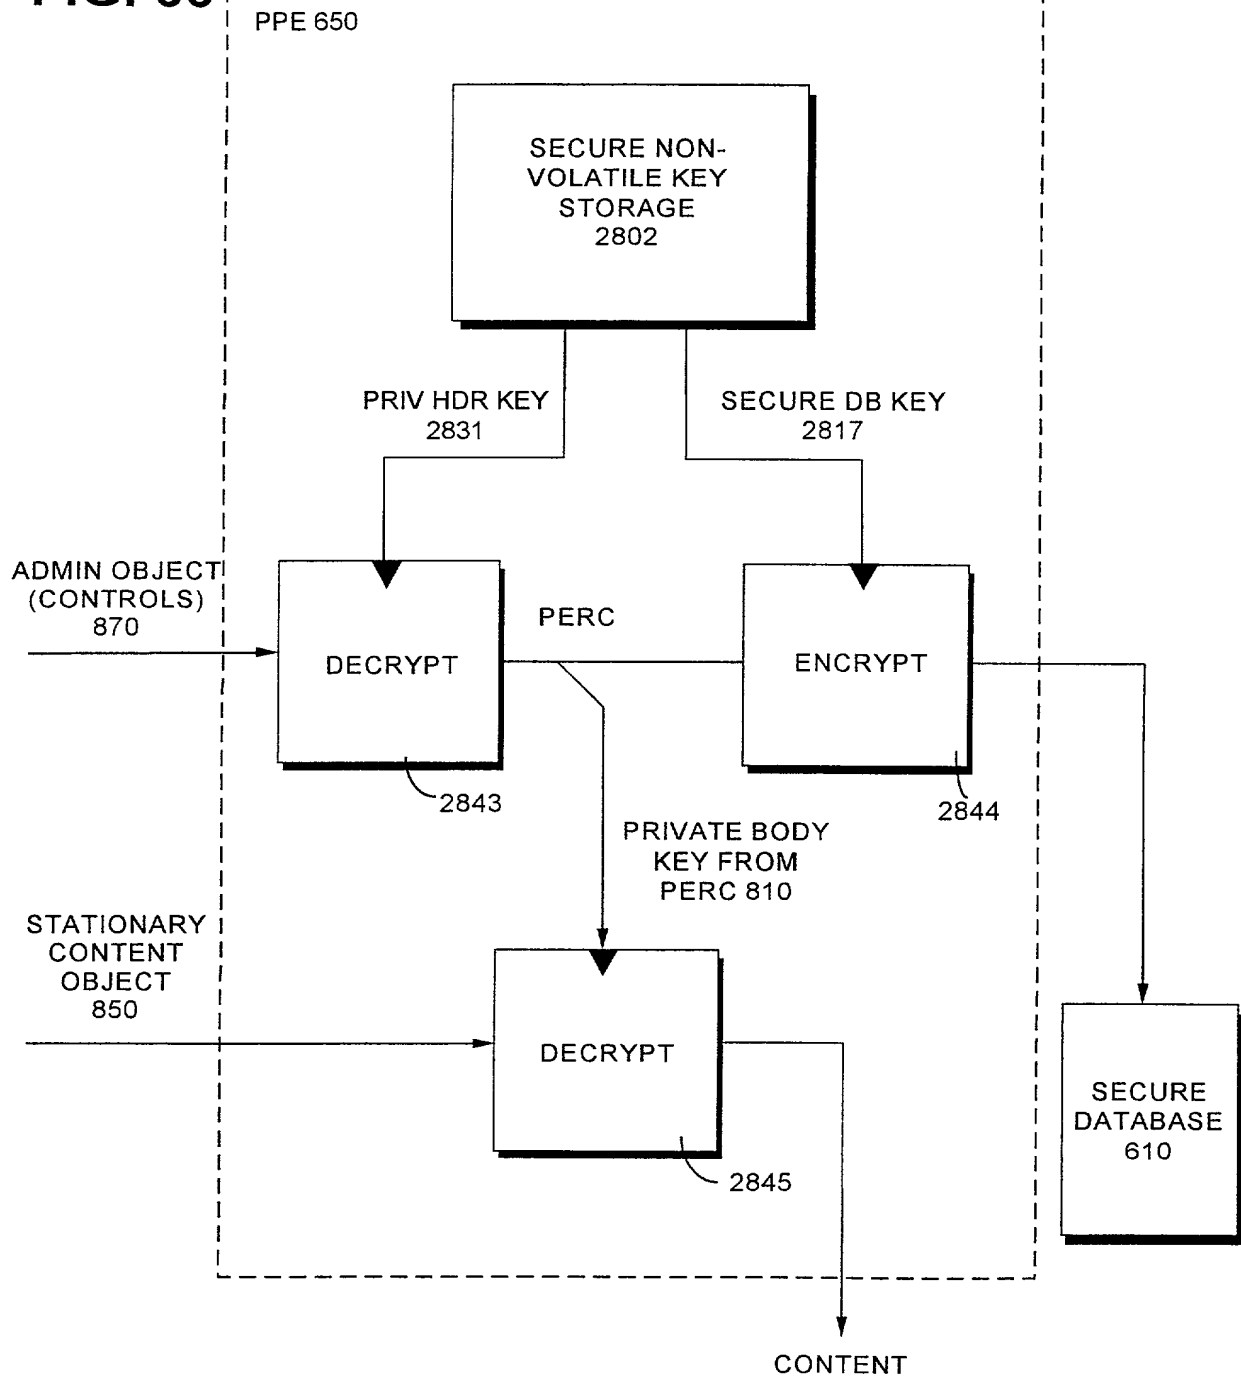 PPE 650
SECURE NON-
VOLATILE KEY
STORAGE
2802
PRIV HDR KEY
2831
SECURE DB KEY
2817
ADMIN OBJECT
(CONTROLS)
870
DECRYPT
PERC
ENCRYPT
2843
2844
PRIVATE BODY
KEY FROM
PERC 810
STATIONARY
CONTENT
OBJECT
850
DECRYPT
2845
SECURE
DATABASE
610
CONTENT